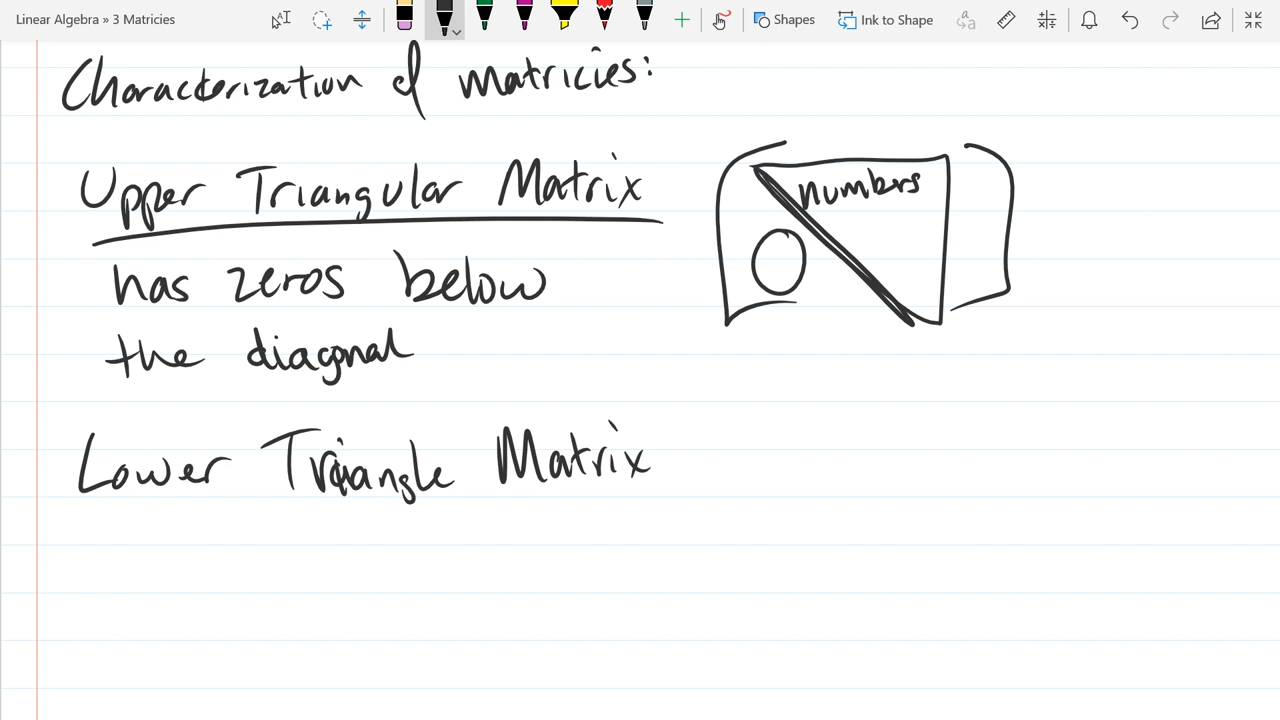 Linear Algebra » 3 Matricies
Shapes
Ink to Shape
Characterization of matricies:
Upper Triangular Matrix
numbers
0
has zeros below
the diagonal
Lower Triangle Matrix